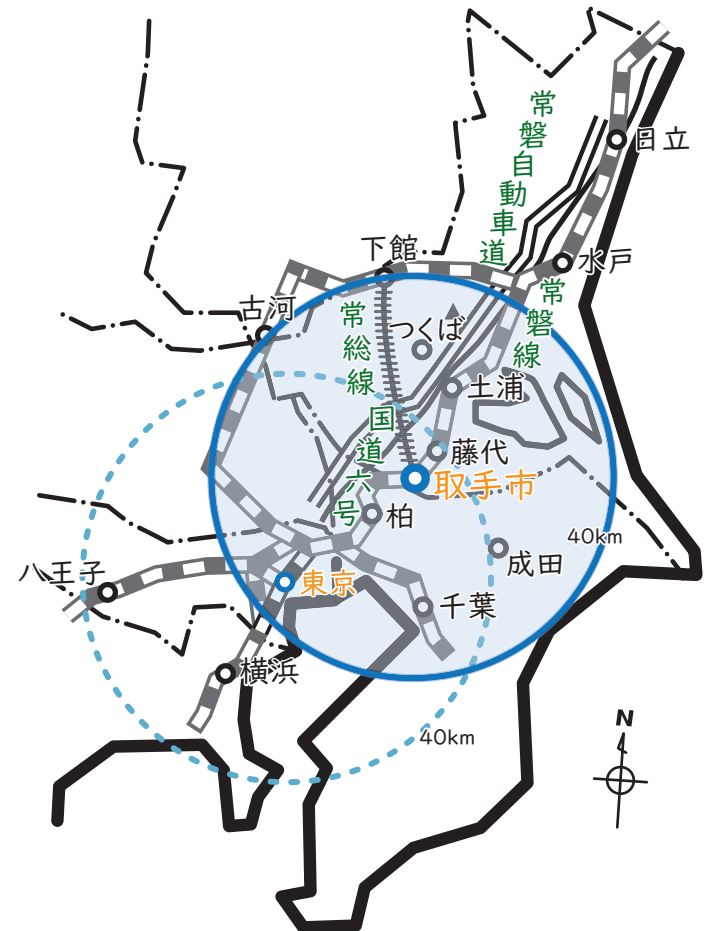 常磐自動車道
日立
下館
水戸
古河
常総線
つくば
常磐線
土浦
国道六号
藤代
取手市
柏
40km
成田
八王子
東京
千葉
横浜
40km
N